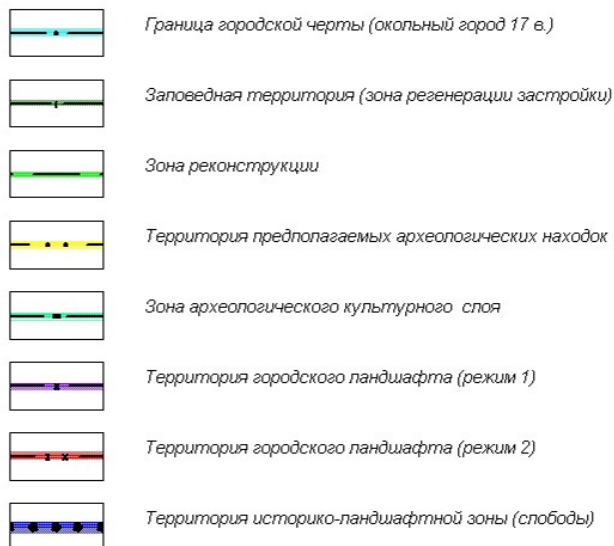 Граница городской черты (окольный город 17 в.)
Заповедная территория (зона регенерации застройки)
Зона реконструкции
Территория предполагаемых археологических находок
Зона археологического культурного слоя
Территория городского ландшафта (режим 1)
Территория городского ландшафта (режим 2)
Территория историко-ландшафтной зоны (слободы)